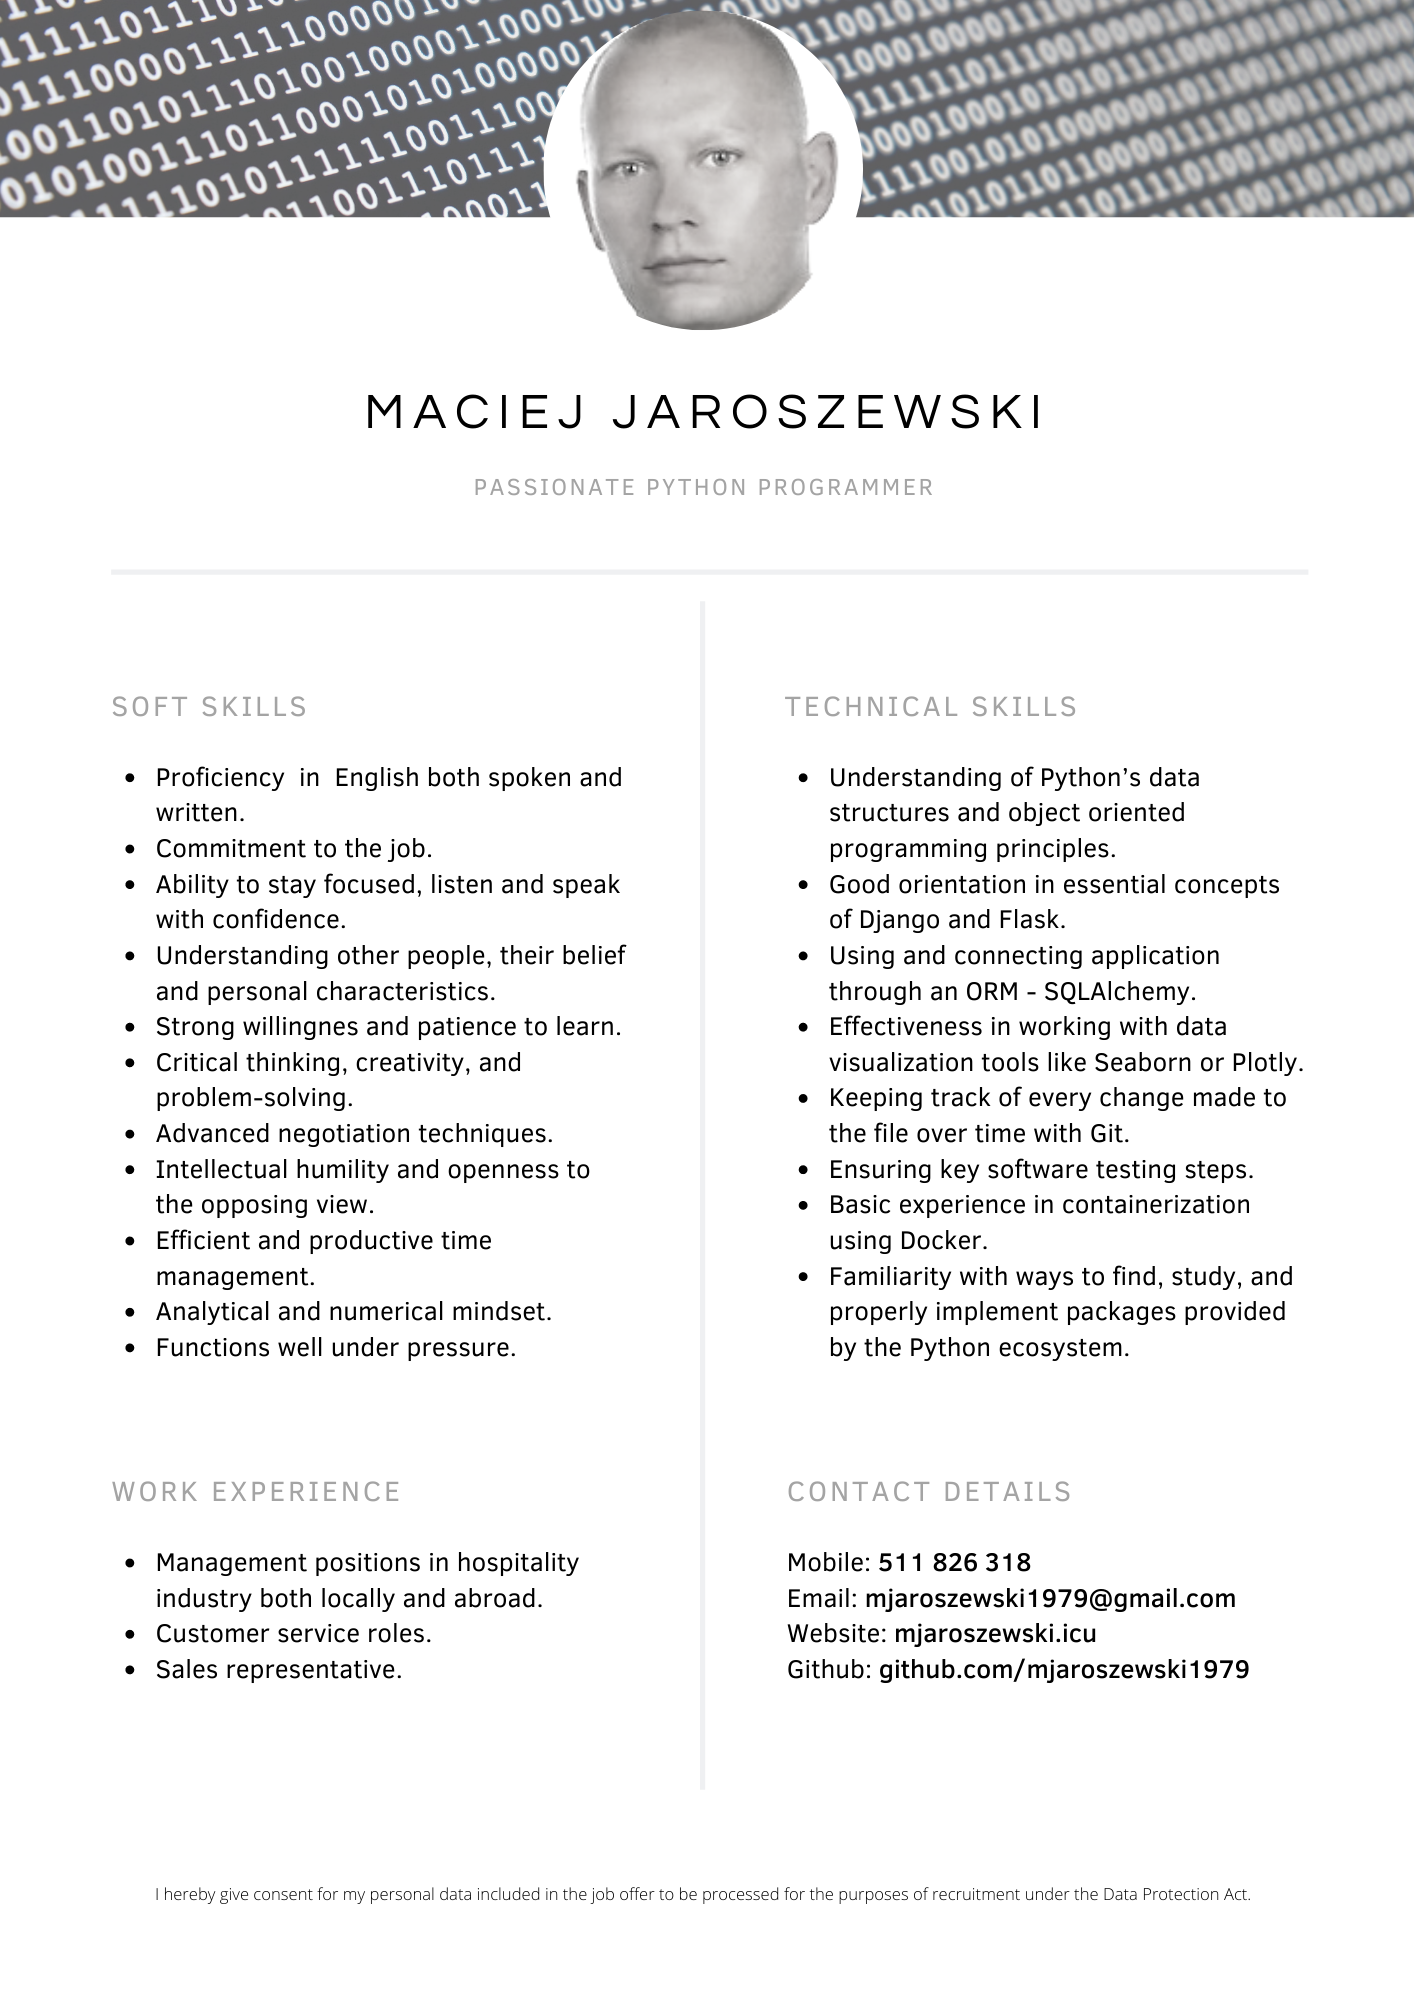 MACIEJ JAROSZEWSKI
PASSIONATE PYTHON PROGRAMMER
SOFT SKILLS
• Proficiency in English both spoken and
written.
• Commitment to the job.
• Ability to stay focused, listen and speak
with confidence.
• Understanding other people, their belief
and personal characteristics.
• Strong willingnes and patience to learn.
• Critical thinking, creativity, and
problem-solving.
• Advanced negotiation techniques.
• Intellectual humility and openness to
the opposing view.
• Efficient and productive time
management.
• Analytical and numerical mindset.
• Functions well under pressure.
TECHNICAL SKILLS
• Understanding of Python’s data
structures and object oriented
programming principles.
• Good orientation in essential concepts
of Django and Flask.
• Using and connecting application
through an ORM - SQLAlchemy.
• Effectiveness in working with data
visualization tools like Seaborn or Plotly.
• Keeping track of every change made to
the file over time with Git.
• Ensuring key software testing steps.
• Basic experience in containerization
using Docker.
• Familiarity with ways to find, study, and
properly implement packages provided
by the Python ecosystem.
WORK EXPERIENCE
• Management positions in hospitality
industry both locally and abroad.
• Customer service roles.
• Sales representative.
CONTACT DETAILS
Mobile: 511 826 318
Email: mjaroszewski1979@gmail.com
Website: mjaroszewski.icu
Github: github.com/mjaroszewski1979
I hereby give consent for my personal data included in the job offer to be processed for the purposes of recruitment under the Data Protection Act.